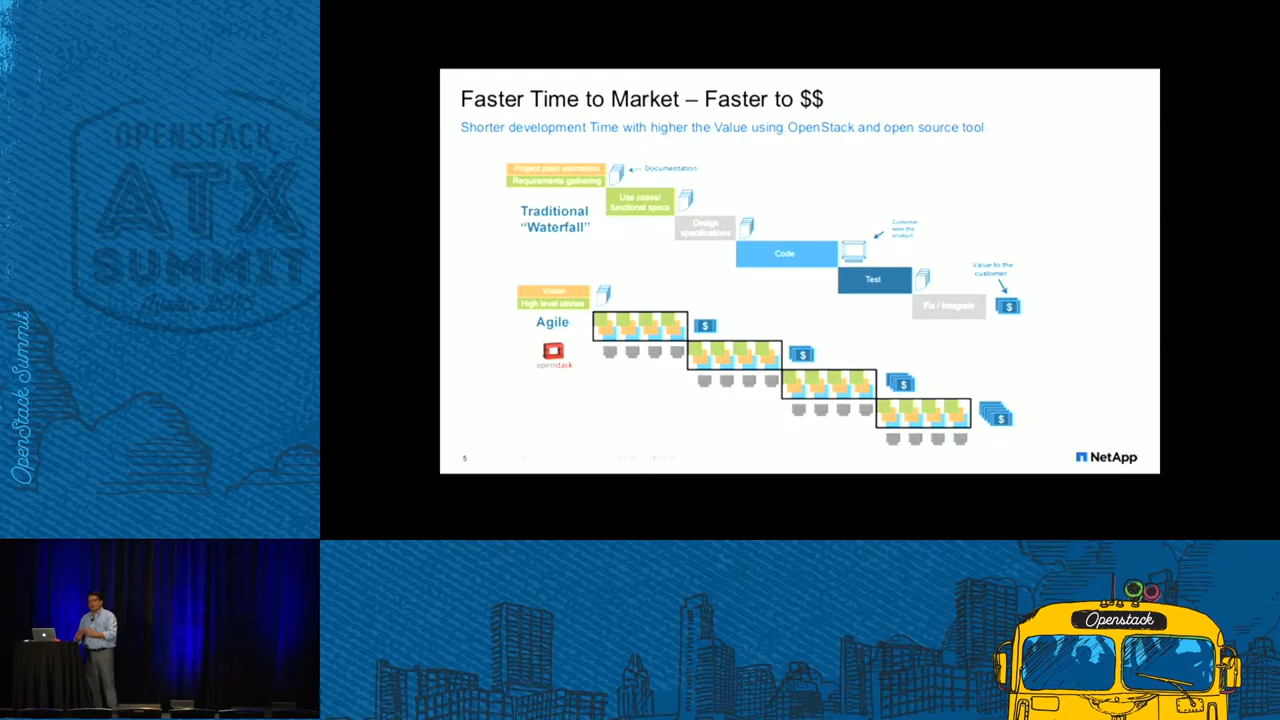 OPENSTACK
ATX
OpenStack Summit
Faster Time to Market – Faster to $$
Shorter development Time with higher the Value using OpenStack and open source tool
Project plan/ estimation
Requirements gathering
Documentation
Use cases/
functional specs
Traditional
"Waterfall"
Design
specifications
Customer
sees the
product
Code
Test
Value to the
customer
Fix / Integrate
$
Vision
High level stories
Agile
$
openstack
$
$
$
5
NetApp
Openstack